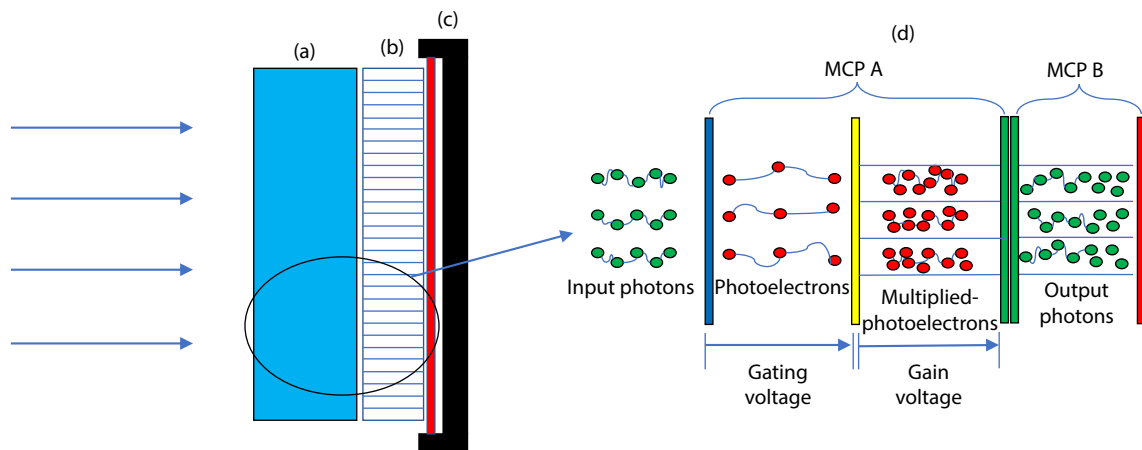 (a)
(b)
(c)
(d)
MCP A
MCP B
Input photons
Photoelectrons
Multiplied-
photoelectrons
Output
photons
Gating
voltage
Gain
voltage